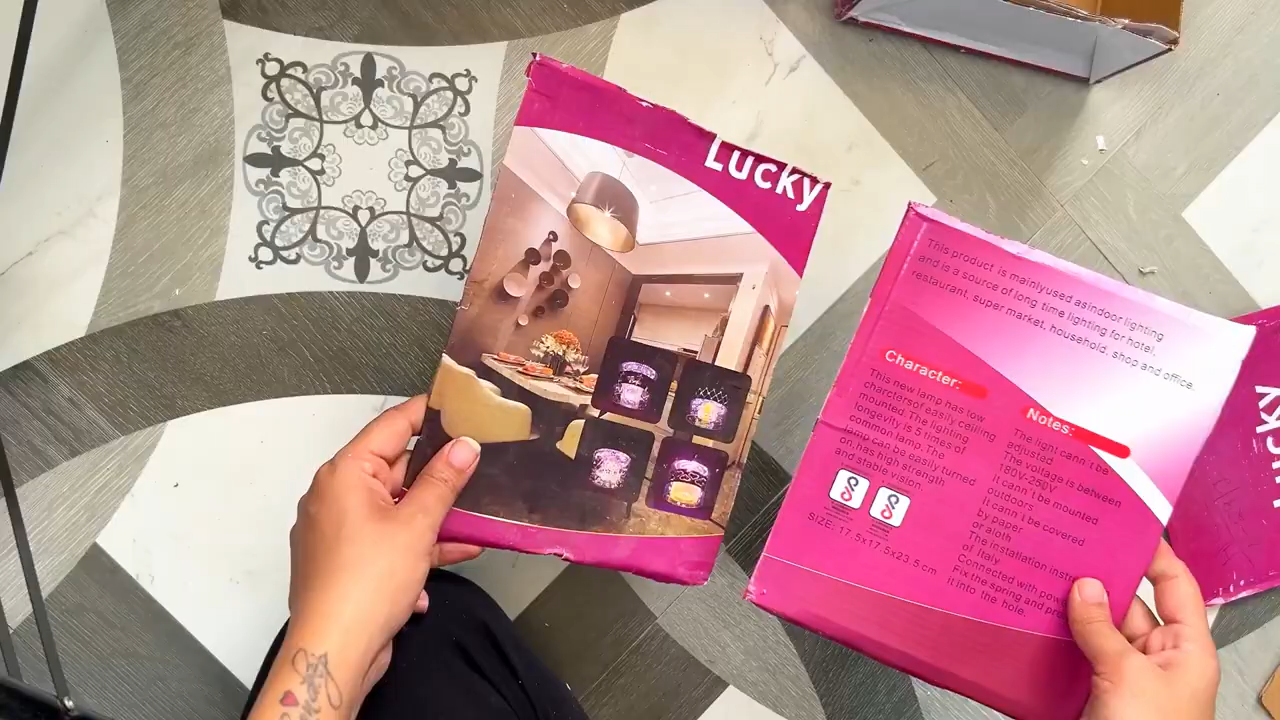 Lucky
This product is mainlyused asindoor lighting
and is a source of long time lighting for hotel,
restaurant, super market, household, shop and office.
Character:
This new lamp has low
charctersof easily ceiling
mounted. The lighting
longevity is 5 times of
common lamp. The
lamp can be easily turned
on, has high strength
and stable vision.
SIZE: 17.5x17.5x23.5 cm
Notes:
The light cann't be
adjusted
The voltage is between
180V-250V
It cann't be mounted
outdoors
It cann't be covered
by paper
or aloth
The installation instr
of Italy
Connected with pow
Fix the spring and pre
it into the hole.
ucky